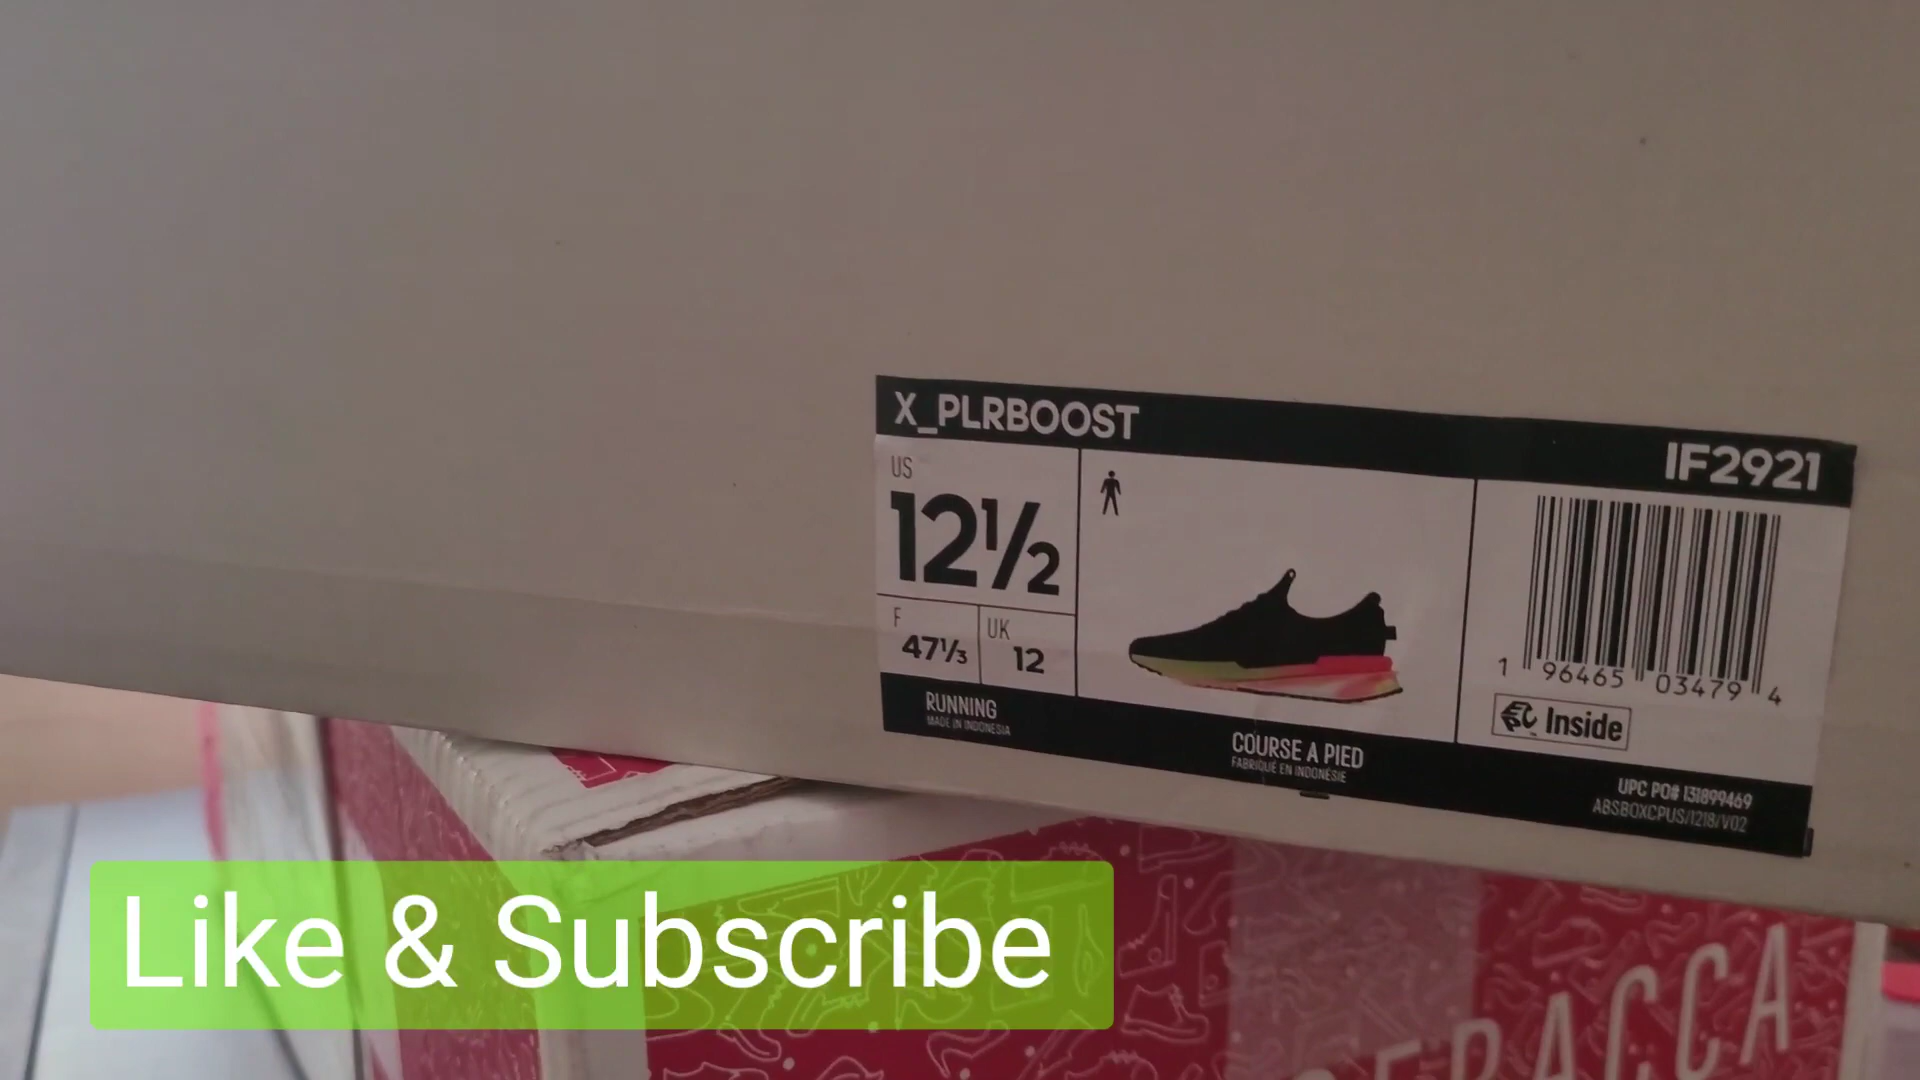 X_PLRBOOST
IF2921
US
12½
F
47⅓
UK
12
1 96465 03479 4
EPC Inside
RUNNING
MADE IN INDONESIA
COURSE A PIED
FABRIQUÉ EN INDONÉSIE
UPC PO# 131899469
ABSBOXCPUS/1218/V02
Like & Subscribe